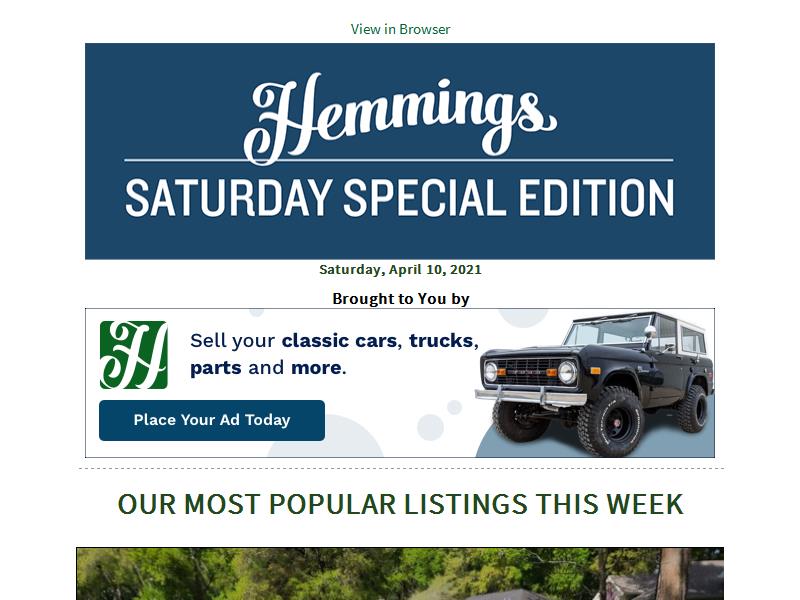 View in Browser
Hemmings
SATURDAY SPECIAL EDITION
Saturday, April 10, 2021
Brought to You by
H
Sell your classic cars, trucks,
parts and more.
Place Your Ad Today
OUR MOST POPULAR LISTINGS THIS WEEK